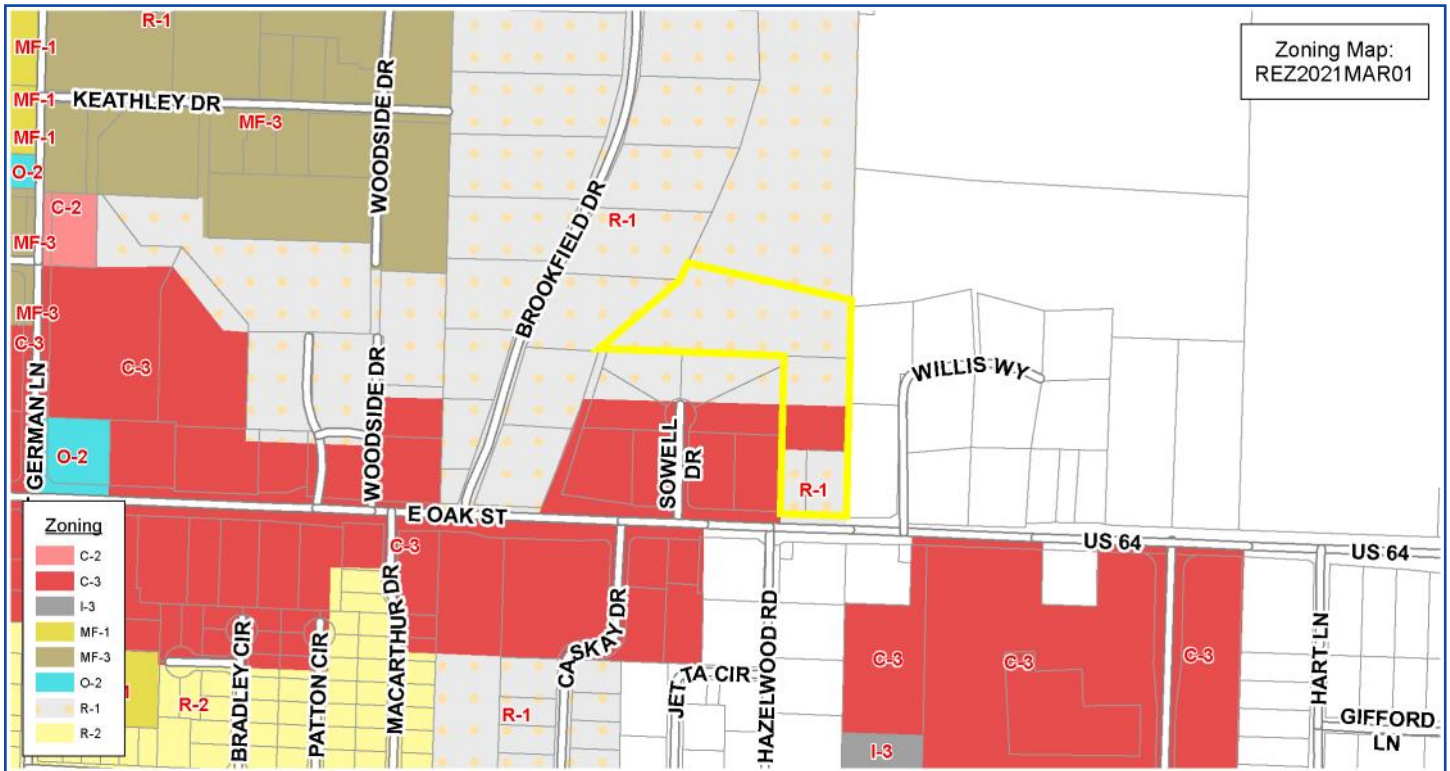 R-1
Zoning Map:
REZ2021MAR01
MF-1
WOODSIDE DR
MF-1
KEATHLEY DR
MF-3
MF-1
O-2
C-2
R-1
BROOKFIELD DR
MF-3
MF-3
C-3
C-3
GERMAN LN
WOODSIDE DR
WILLIS WY
O-2
SOWELL
DR
R-1
E OAK ST
US 64
US 64
Zoning
C-2
C-3
I-3
MF-1
MF-3
O-2
R-1
R-2
C-3
MACARTHUR DR
CASKAY DR
HAZELWOOD RD
HART LN
BRADLEY CIR
PATTON CIR
JETTA CIR
C-3
C-3
C-3
R-2
R-1
GIFFORD
LN
I-3